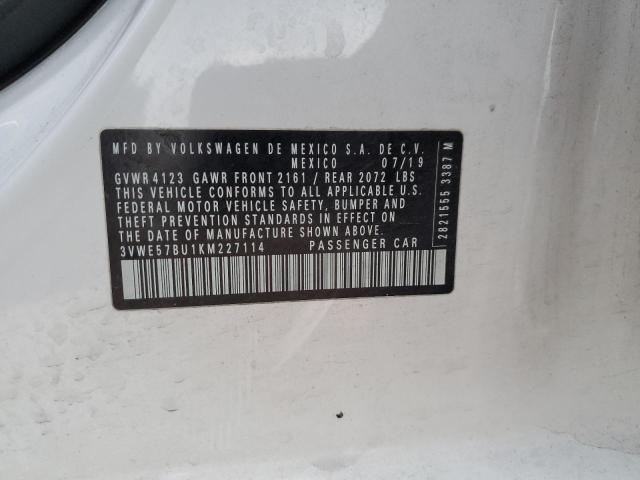 MFD BY VOLKSWAGEN DE MEXICO S.A. DE C.V.
MEXICO 07/19
GVWR 4123 GAWR FRONT 2161 / REAR 2072 LBS
THIS VEHICLE CONFORMS TO ALL APPLICABLE U.S.
FEDERAL MOTOR VEHICLE SAFETY, BUMPER AND
THEFT PREVENTION STANDARDS IN EFFECT ON
THE DATE OF MANUFACTURE SHOWN ABOVE
3VWE57BU1KM227114 PASSENGER CAR
2821555 3387 M